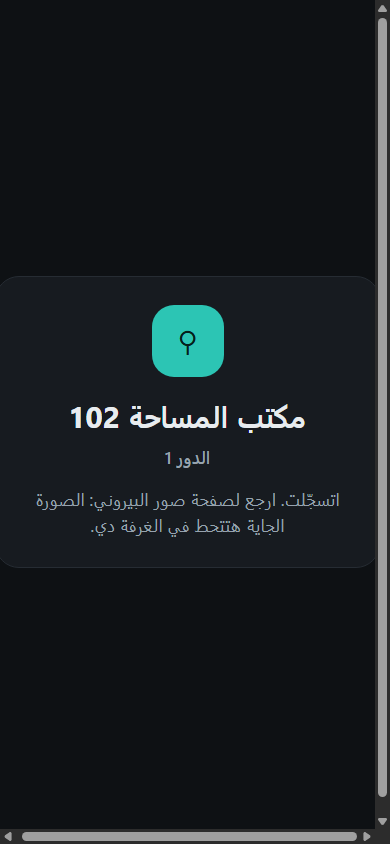 مكتب المساحة 102
الدور 1
اتسجّلت. ارجع لصفحة صور البيروني: الصورة
الجاية هتتحط في الغرفة دي.